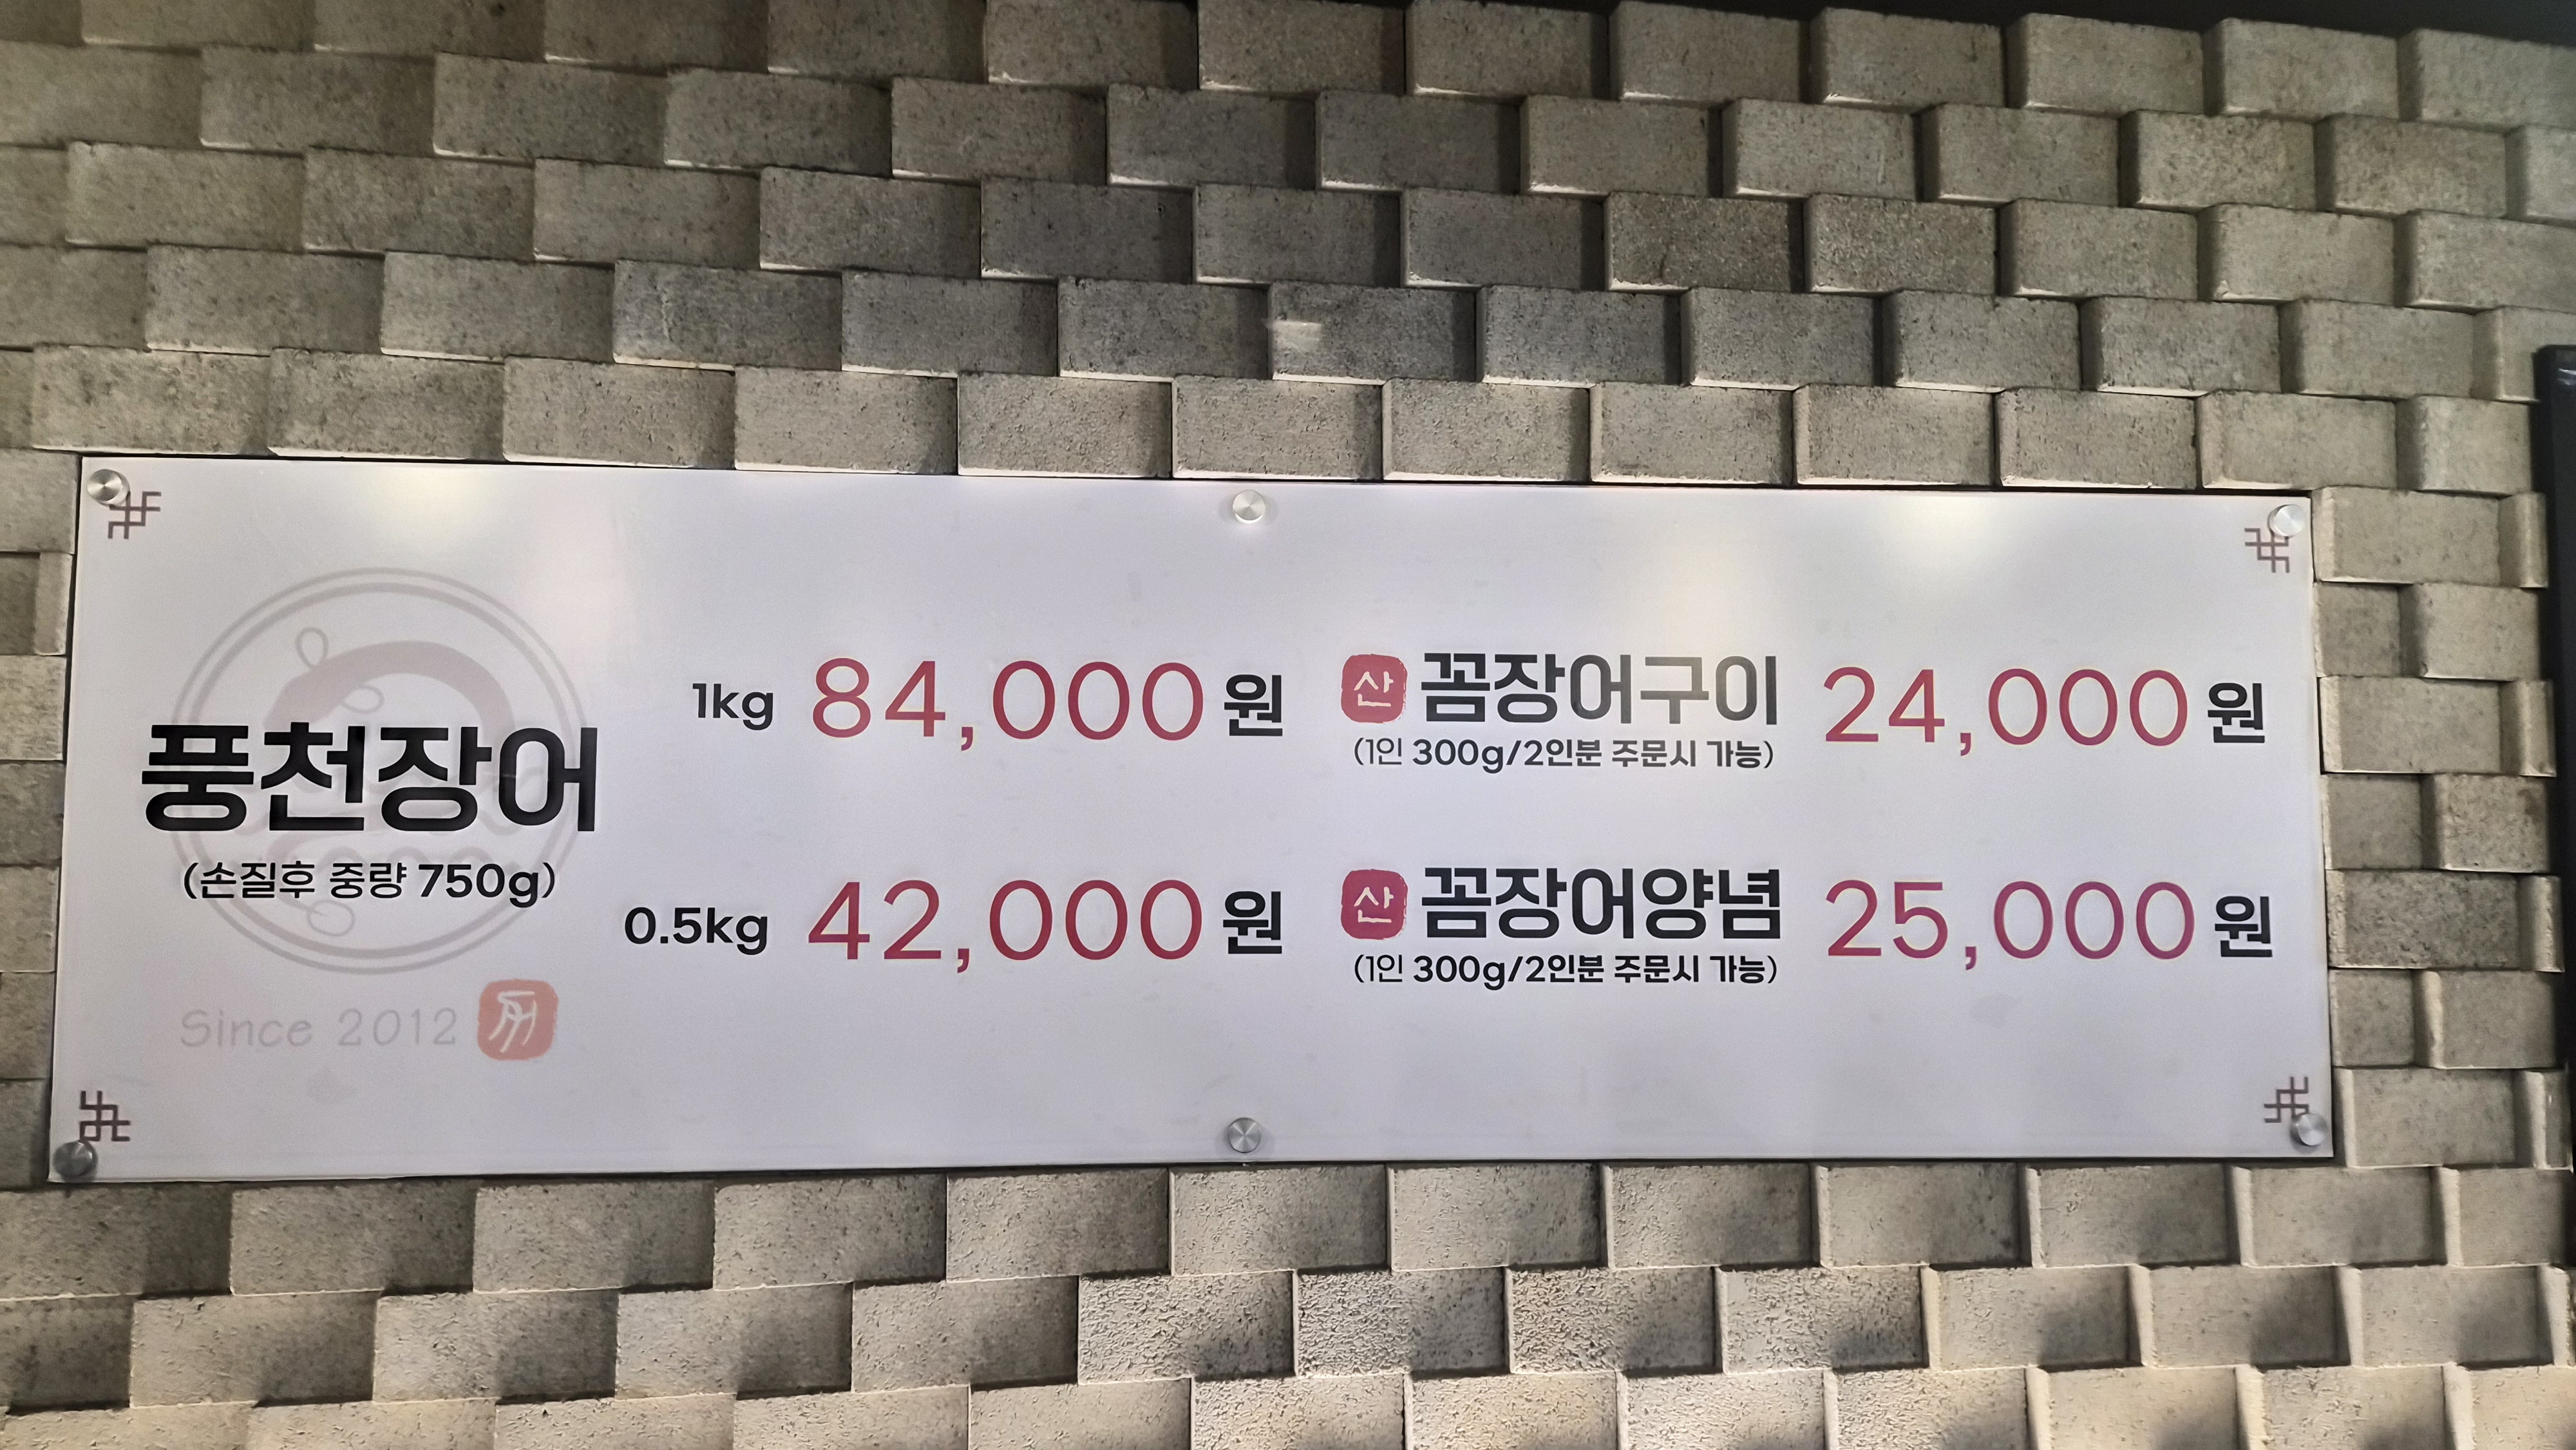 풍천장어
(손질후 중량 750g)
Since 2012
1kg 84,000원
0.5kg 42,000원
산 꼼장어구이 24,000원
(1인 300g/2인분 주문시 가능)
산 꼼장어양념 25,000원
(1인 300g/2인분 주문시 가능)